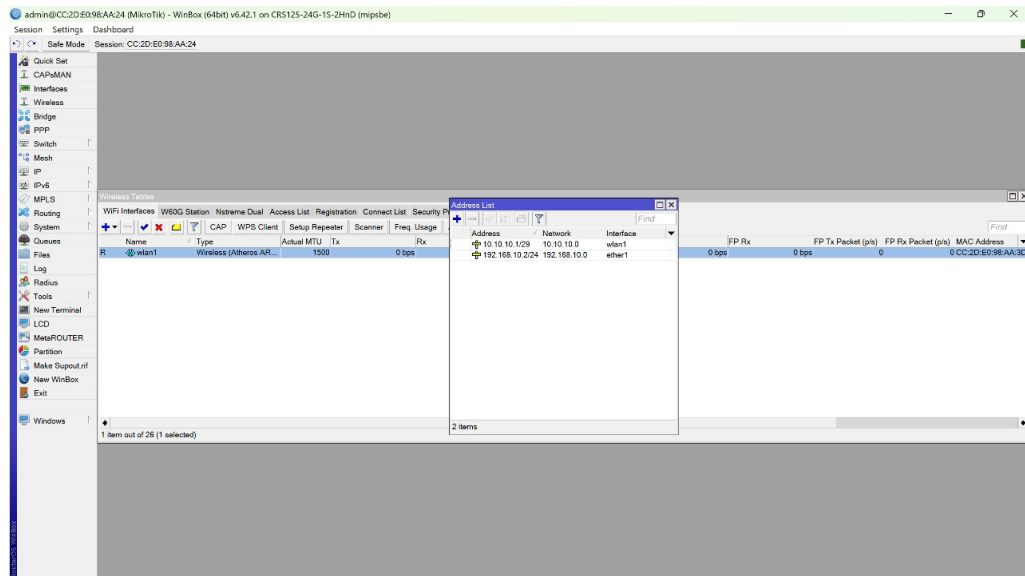 admin@CC:2D:E0:98:AA:24 (MikroTik) - WinBox (64bit) v6.42.1 on CRS125-24G-1S-2HnD (mipsbe)
Session Settings Dashboard
Safe Mode Session: CC:2D:E0:98:AA:24
Quick Set
CAPsMAN
Interfaces
Wireless
Bridge
PPP
Switch
Mesh
IP
IPv6
MPLS
Routing
System
Queues
Files
Log
Radius
Tools
New Terminal
LCD
MetaROUTER
Partition
Make Supout.rif
New WinBox
Exit
Windows
RouterOS WinBox
Wireless Tables
WiFi Interfaces W60G Station Nstreme Dual Access List Registration Connect List Security
CAP WPS Client Setup Repeater Scanner Freq. Usage Find
Name Type Actual MTU Tx Rx FP Rx FP Tx Packet (p/s) FP Rx Packet (p/s) MAC Address
R wlan1 Wireless (Atheros AR... 1500 0 bps 0 bps 0 bps 0 0 CC:2D:E0:98:AA:3D
1 item out of 26 (1 selected)
Address List
Find
Address Network Interface
10.10.10.1/29 10.10.10.0 wlan1
192.168.10.2/24 192.168.10.0 ether1
2 items